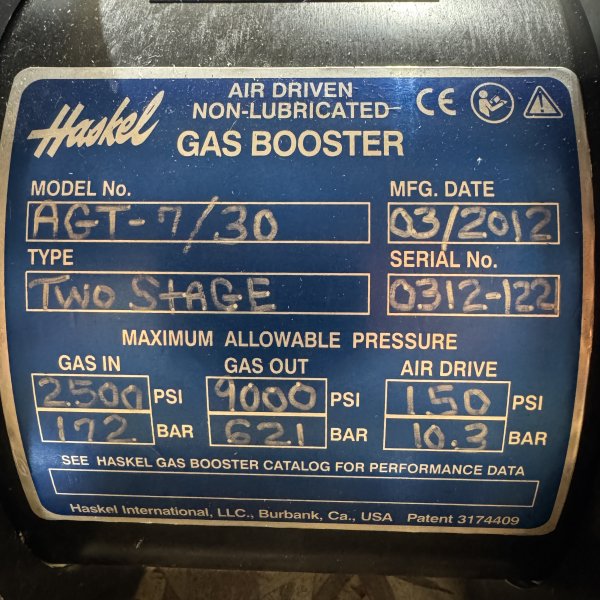 Haskel
AIR DRIVEN
NON-LUBRICATED
GAS BOOSTER
CE
MODEL No.
AGT-7/30
MFG. DATE
03/2012
TYPE
TWO STAGE
SERIAL No.
0312-122
MAXIMUM ALLOWABLE PRESSURE
GAS IN GAS OUT AIR DRIVE
2500 PSI 9000 PSI 150 PSI
172 BAR 621 BAR 10.3 BAR
SEE HASKEL GAS BOOSTER CATALOG FOR PERFORMANCE DATA
Haskel International, LLC., Burbank, Ca., USA Patent 3174409